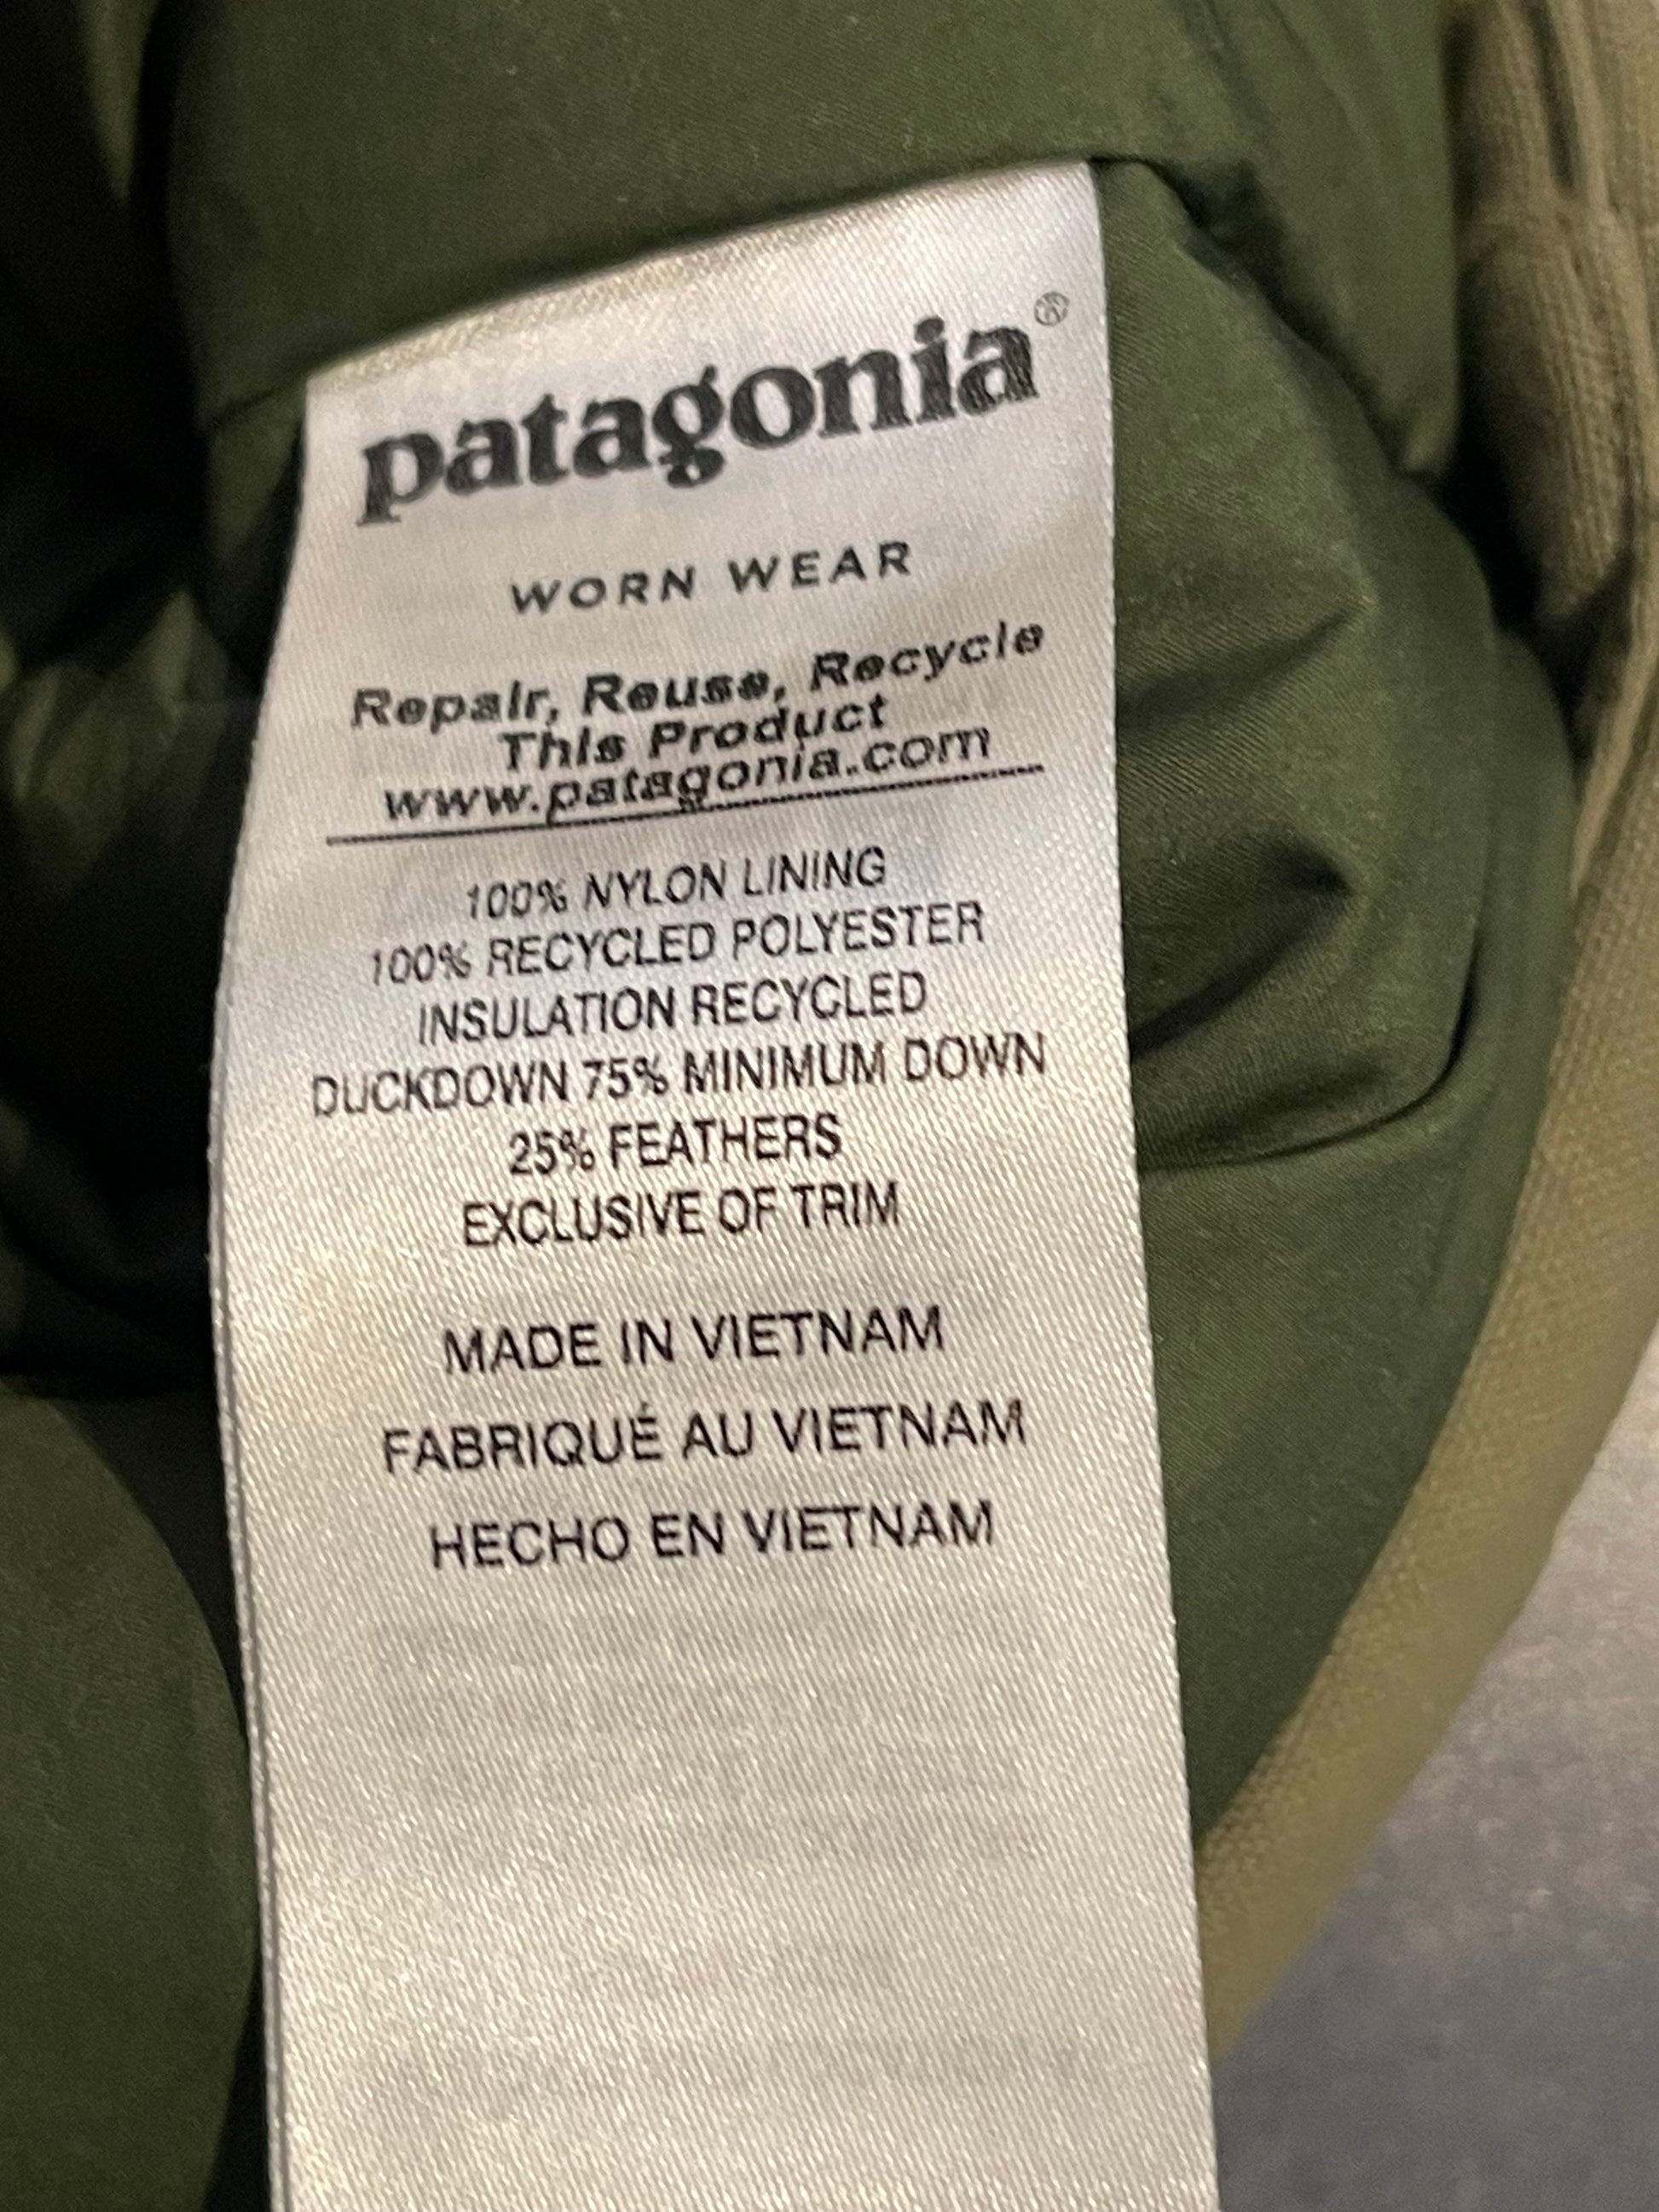 patagonia®
WORN WEAR
Repair, Reuse, Recycle
This Product
www.patagonia.com
100% NYLON LINING
100% RECYCLED POLYESTER
INSULATION RECYCLED
DUCKDOWN 75% MINIMUM DOWN
25% FEATHERS
EXCLUSIVE OF TRIM
MADE IN VIETNAM
FABRIQUÉ AU VIETNAM
HECHO EN VIETNAM